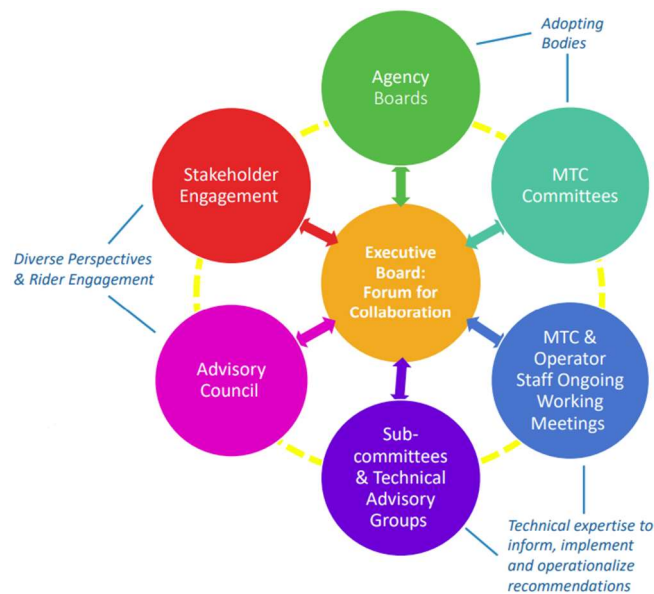 Adopting
Bodies
Agency
Boards
Stakeholder
Engagement
MTC
Committees
Executive
Board:
Forum for
Collaboration
Diverse Perspectives
& Rider Engagement
Advisory
Council
MTC &
Operator
Staff Ongoing
Working
Meetings
Sub-
committees
& Technical
Advisory
Groups
Technical expertise to
inform, implement
and operationalize
recommendations